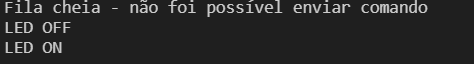 Fila cheia - não foi possível enviar comando
LED OFF
LED ON